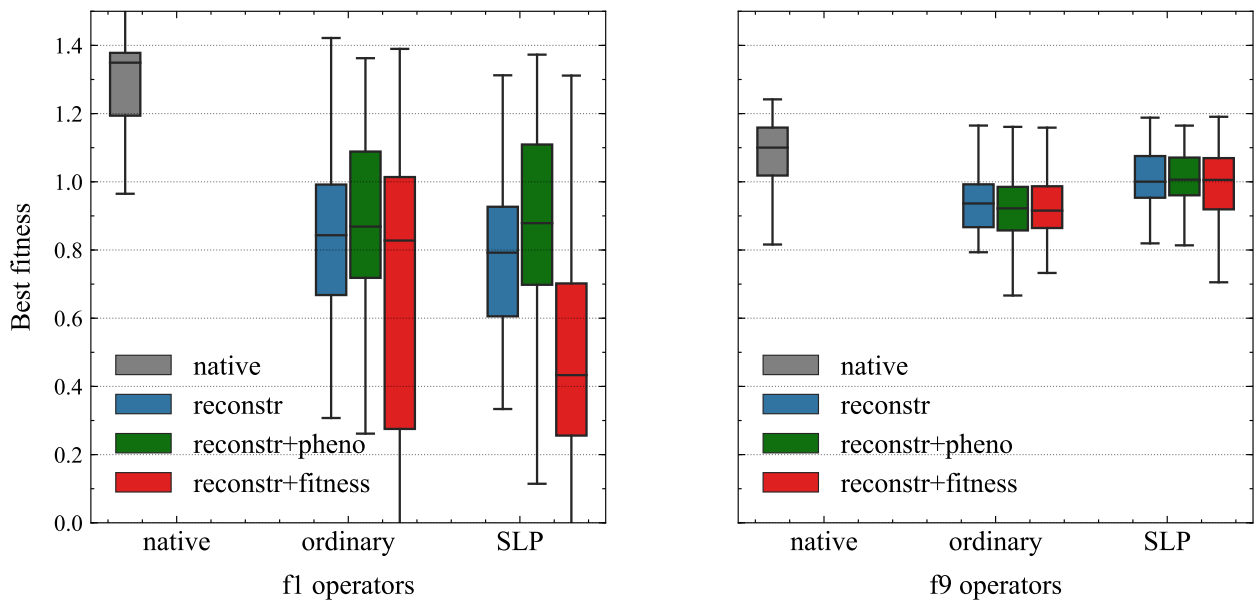 Best fitness
1.4
1.2
1.0
0.8
0.6
0.4
0.2
0.0
native
reconstr
reconstr+pheno
reconstr+fitness
native ordinary SLP
f1 operators
native
reconstr
reconstr+pheno
reconstr+fitness
native ordinary SLP
f9 operators